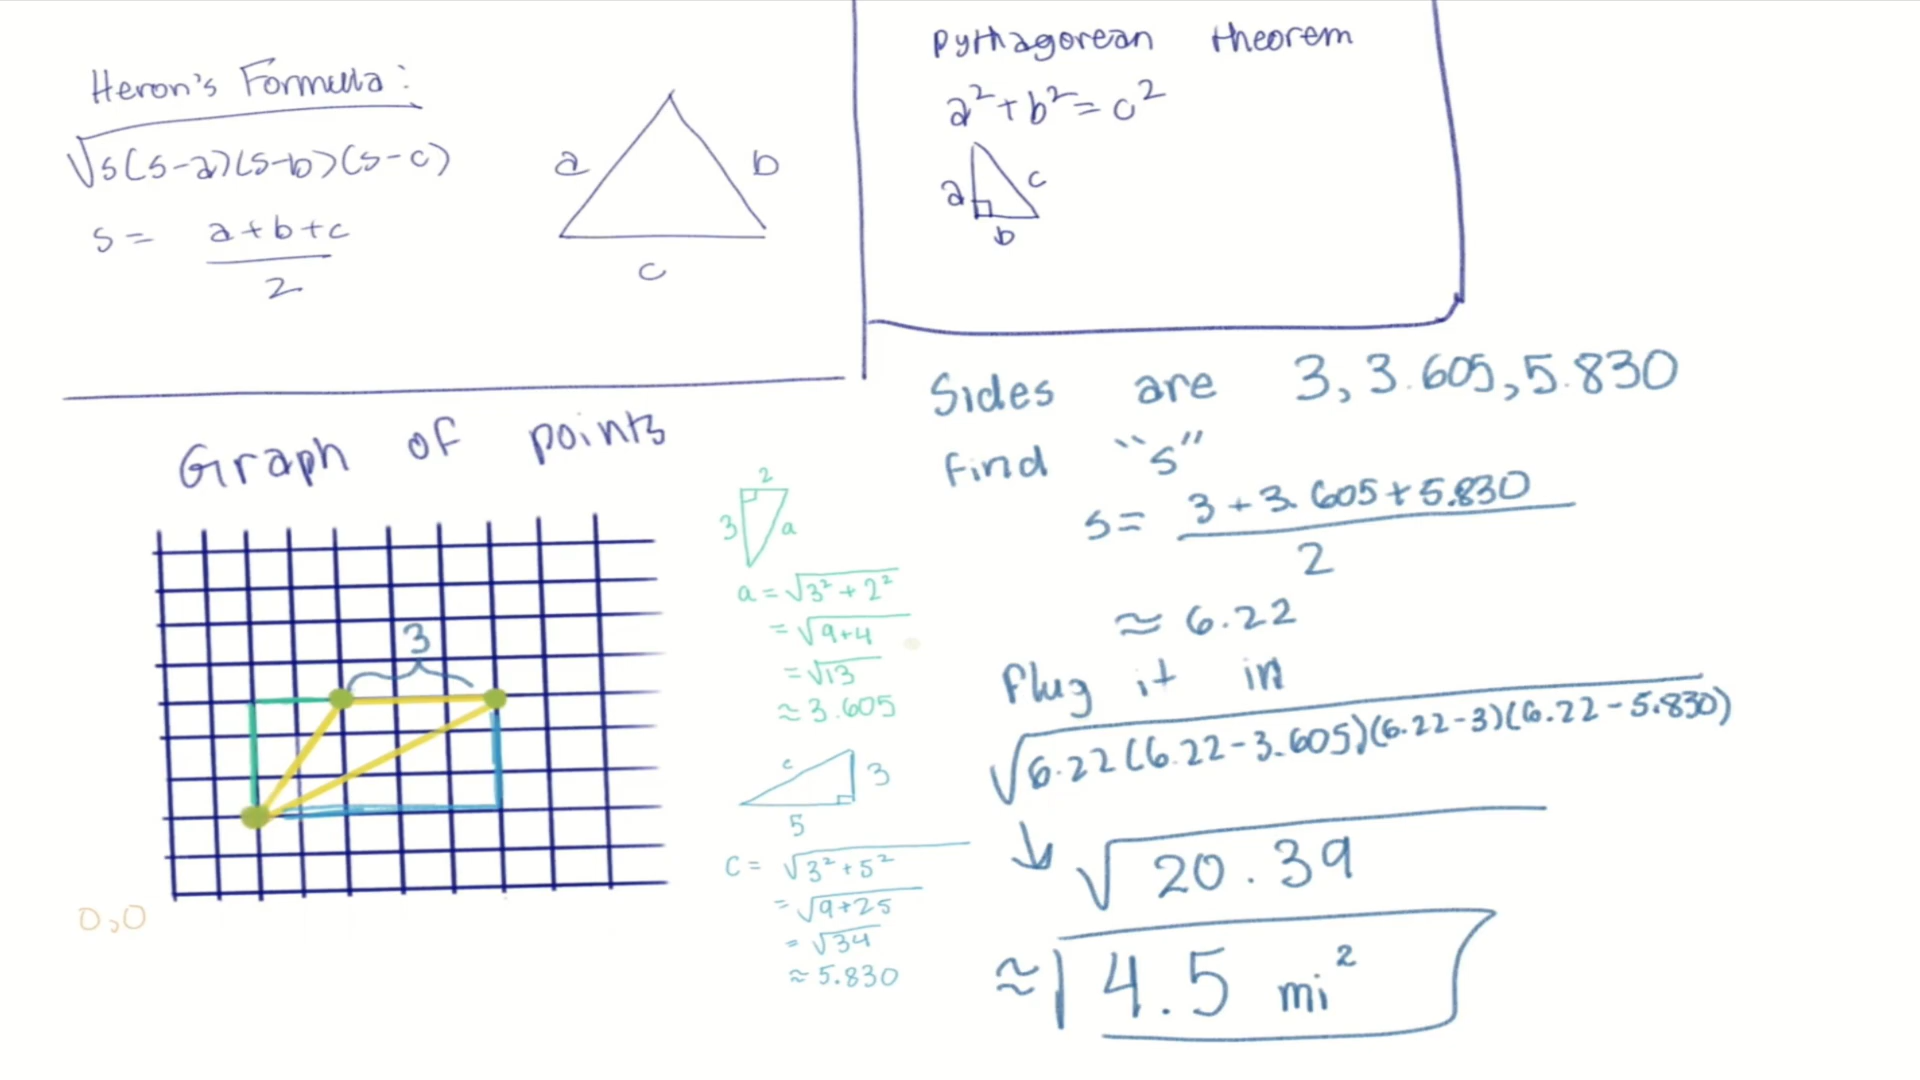 Heron's Formula:
√s(s-a)(s-b)(s-c)
s = a+b+c
2
a
b
c
Pythagorean theorem
a²+b²=c²
a
c
b
Graph of points
3
0,0
2
3
a
a = √3²+2²
= √9+4
= √13
≈ 3.605
c
3
5
c = √3²+5²
= √9+25
= √34
≈ 5.830
Sides are 3, 3.605, 5.830
Find "s"
s = 3+3.605+5.830
2
≈ 6.22
Plug it in
√6.22(6.22-3.605)(6.22-3)(6.22-5.830)
↓ √20.39
≈ 4.5 mi²